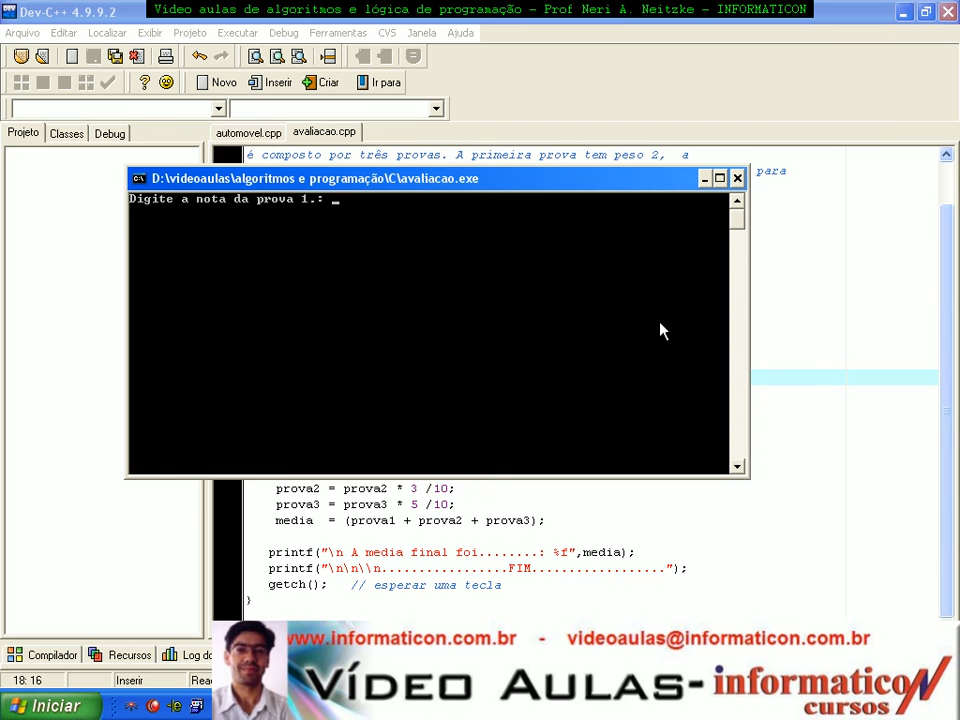 Dev-C++ 4.9.9.2
Vídeo aulas de algoritmos e lógica de programação - Prof Neri A. Neitzke - INFORMATICON
Arquivo Editar Localizar Exibir Projeto Executar Debug Ferramentas CVS Janela Ajuda
Novo Inserir Criar Ir para
Projeto Classes Debug automovel.cpp avaliacao.cpp
é composto por três provas. A primeira prova tem peso 2, a
para
D:\videoaulas\algoritmos e programação\C\avaliacao.exe
Digite a nota da prova 1.: _
prova2 = prova2 * 3 /10;
prova3 = prova3 * 5 /10;
media = (prova1 + prova2 + prova3);
printf("\n A media final foi........: %f",media);
printf("\n\n\\n.................FIM..................");
getch(); // esperar uma tecla
}
www.informaticon.br - videoaulas@informaticon.com.br
Compilador Recursos Log do
18: 16 Inserir
VÍDEO AULAS-informaticon
cursos
Iniciar